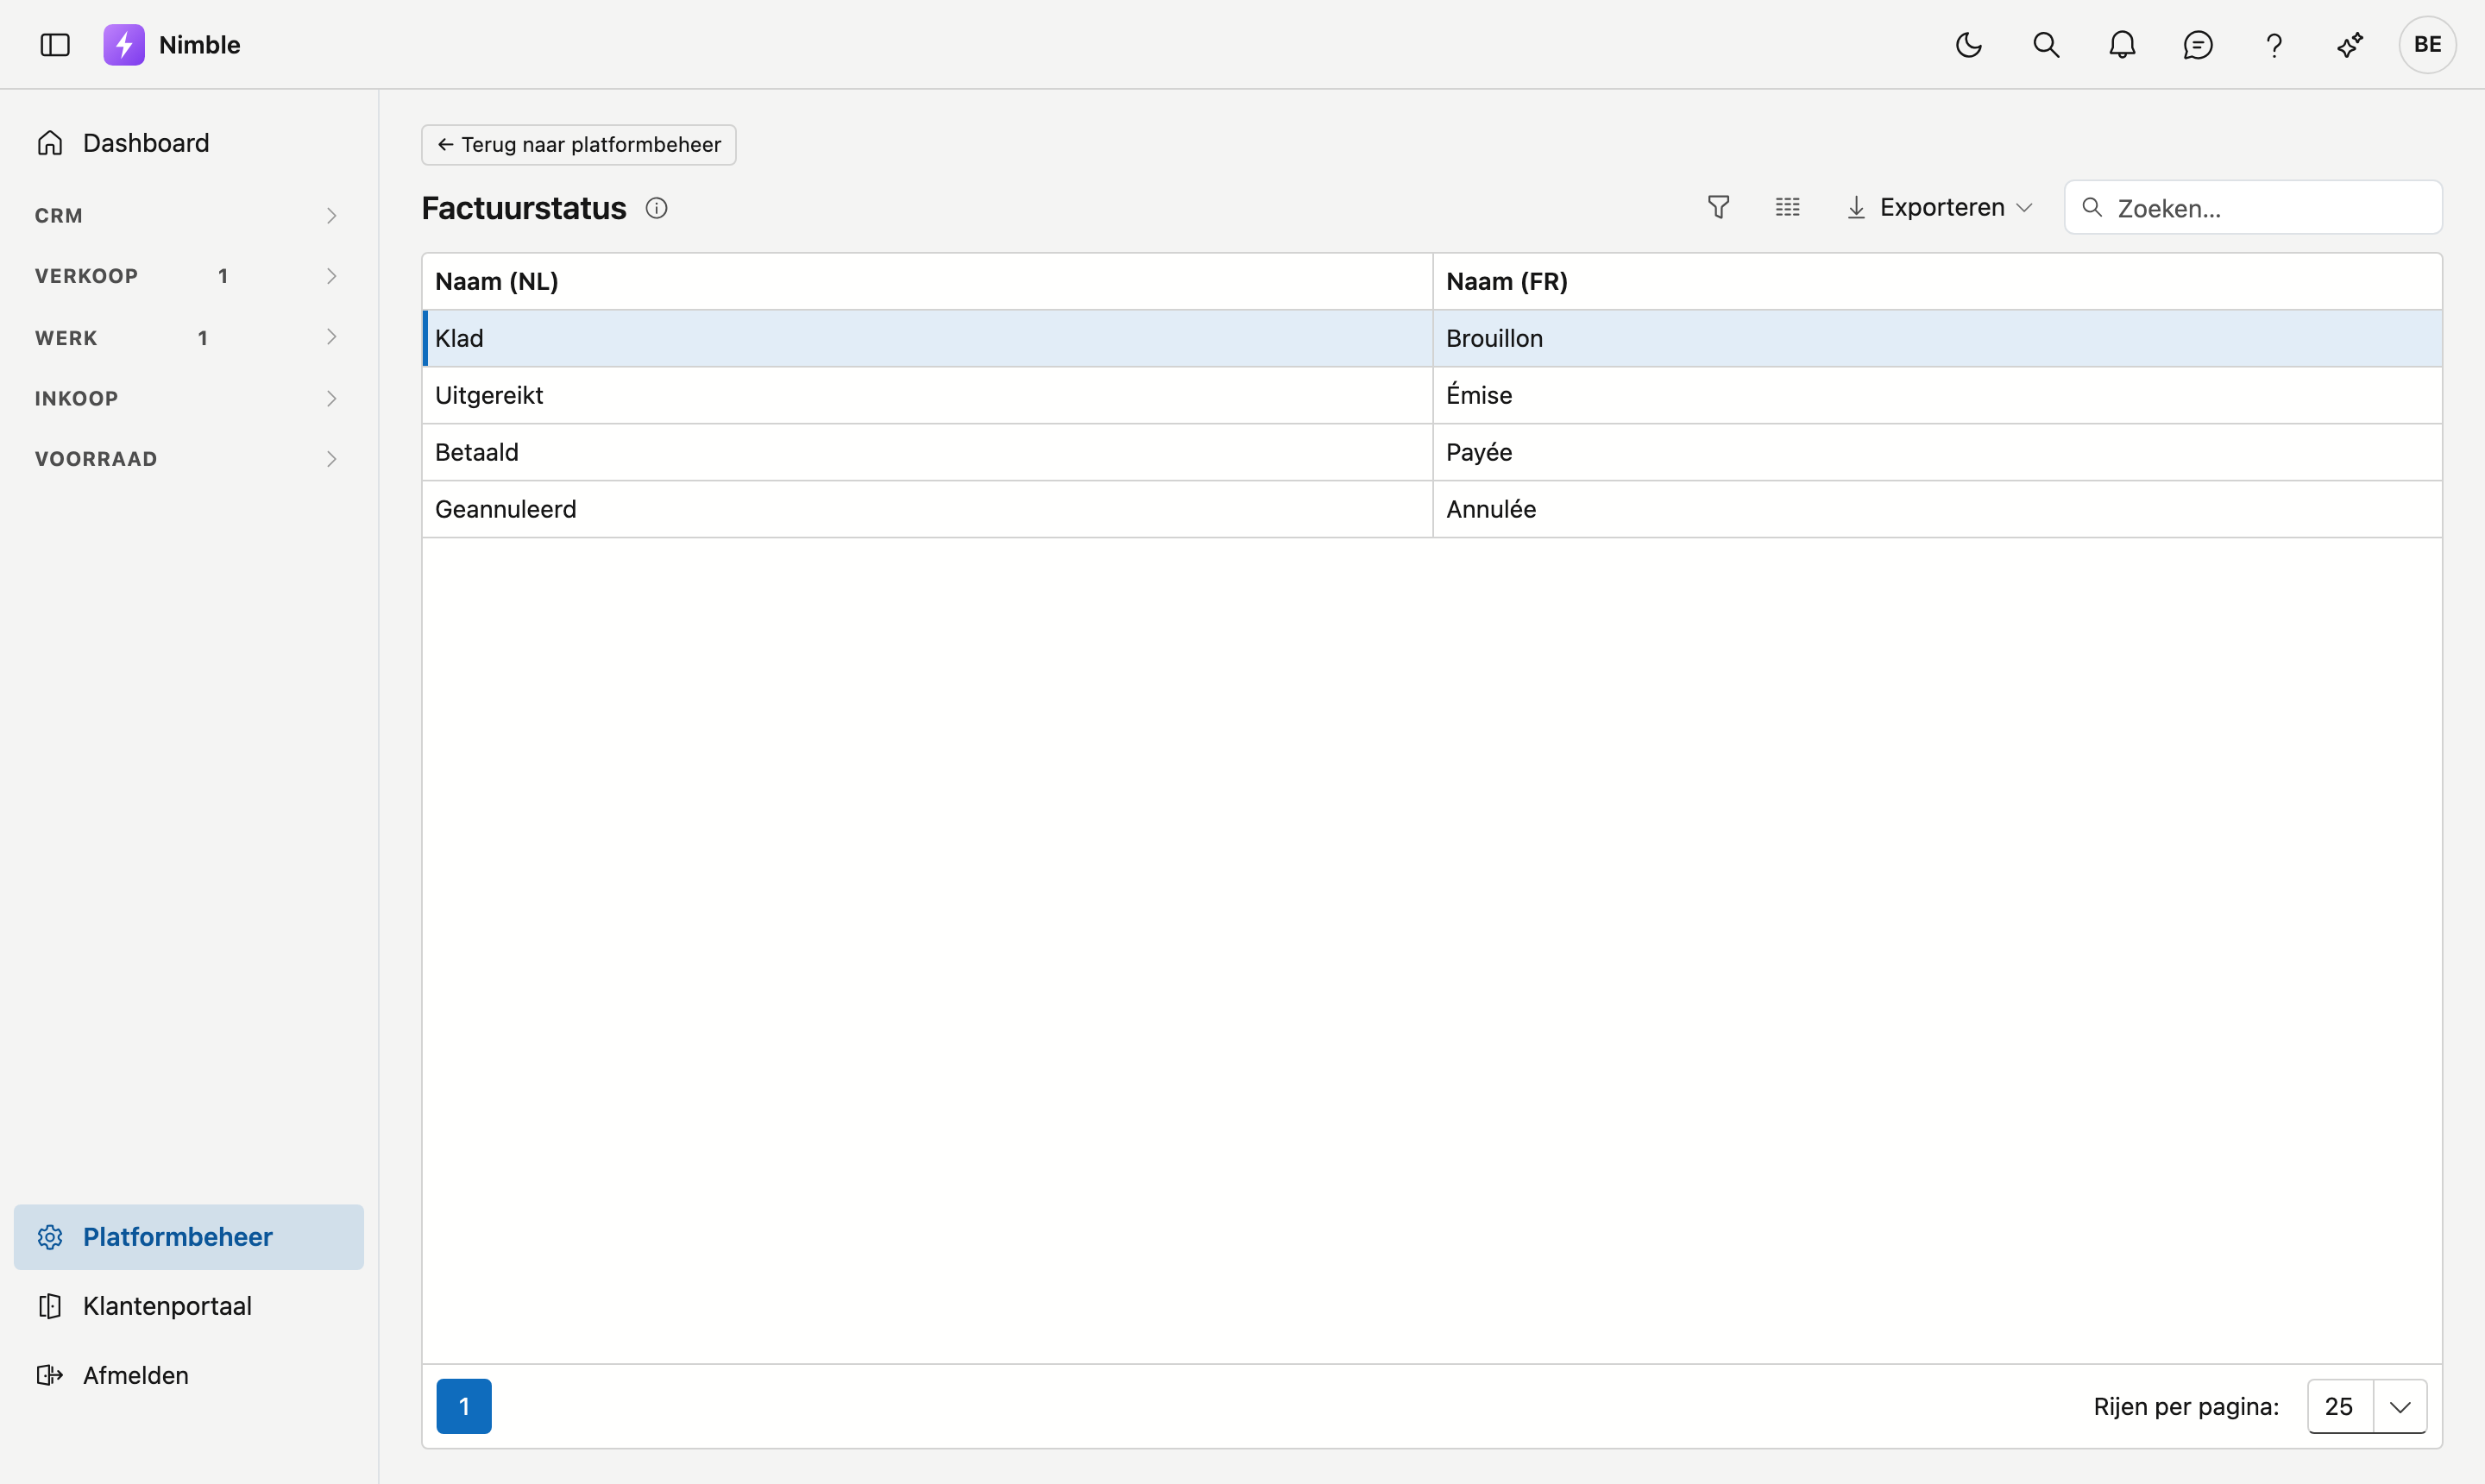 Nimble
BE
Dashboard
CRM
VERKOOP 1
WERK 1
INKOOP
VOORRAAD
Platformbeheer
Klantenportaal
Afmelden
← Terug naar platformbeheer
Factuurstatus
Exporteren
Zoeken...
Naam (NL) Naam (FR)
Klad Brouillon
Uitgereikt Émise
Betaald Payée
Geannuleerd Annulée
1
Rijen per pagina: 25